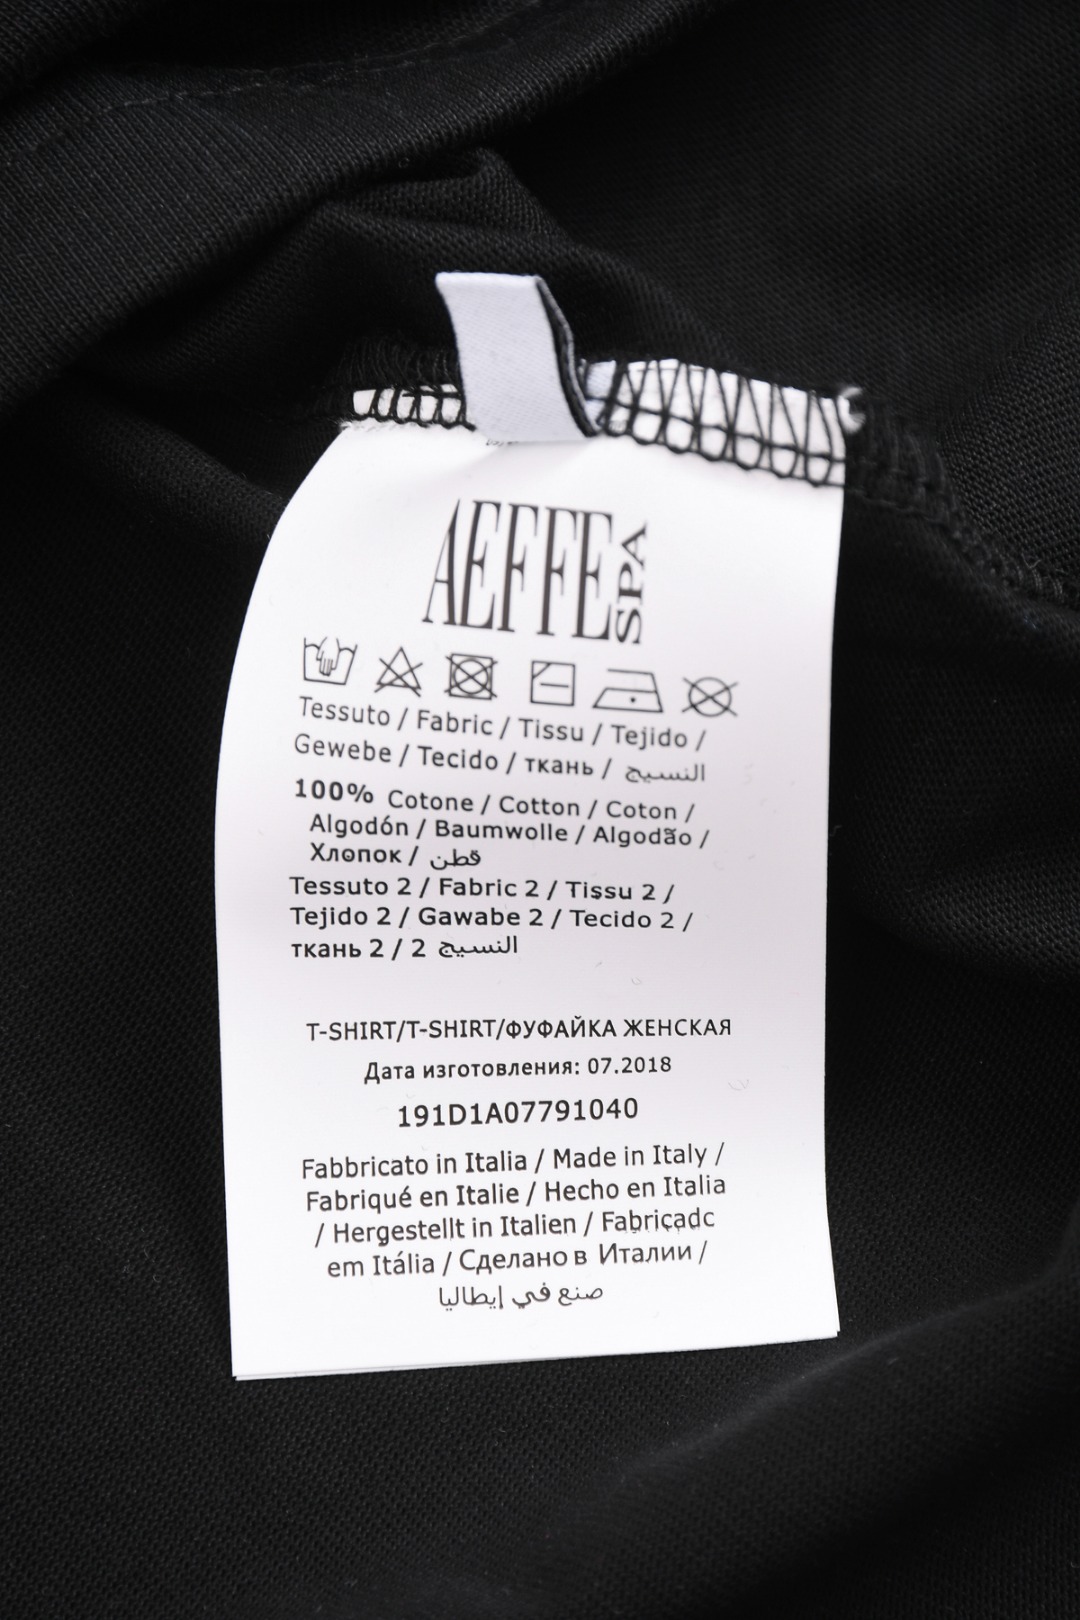 AEFFE SPA
Tessuto / Fabric / Tissu / Tejido /
Gewebe / Tecido / ткань / النسيج
100% Cotone / Cotton / Coton /
Algodón / Baumwolle / Algodão /
Хлопок / قطن
Tessuto 2 / Fabric 2 / Tissu 2 /
Tejido 2 / Gawabe 2 / Tecido 2 /
ткань 2 / 2 النسيج
T-SHIRT/T-SHIRT/ФУФАЙКА ЖЕНСКАЯ
Дата изготовления: 07.2018
191D1A07791040
Fabbricato in Italia / Made in Italy /
Fabriqué en Italie / Hecho en Italia
/ Hergestellt in Italien / Fabricadc
em Itália / Сделано в Италии /
صنع في إيطاليا